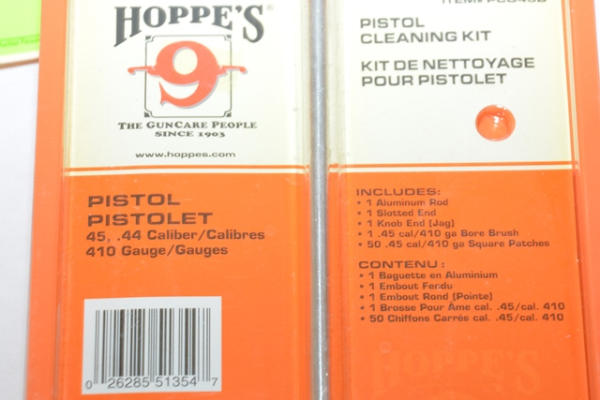 HOPPE'S®
9
THE GUNCARE PEOPLE
SINCE 1903
www.hoppes.com
PISTOL
PISTOLET
45, .44 Caliber/Calibres
410 Gauge/Gauges
0 26285 51354 7
PISTOL
CLEANING KIT
KIT DE NETTOYAGE
POUR PISTOLET
INCLUDES:
• 1 Aluminum Rod
• 1 Slotted End
• 1 Knob End (Jag)
• 1 .45 cal/410 ga Bore Brush
• 50 .45 cal/410 ga Square Patches
CONTENU:
• 1 Baguette en Aluminium
• 1 Embout Fendu
• 1 Embout Rond (Pointe)
• 1 Brosse Pour Âme cal. .45/cal. 410
• 50 Chiffons Carrés cal. .45/cal. 410
HOPPE'S